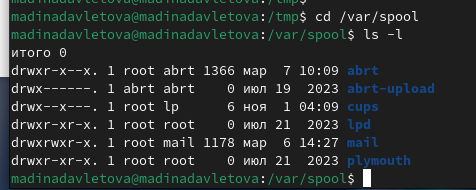 madinadavletova@madinadavletova:/tmp$
madinadavletova@madinadavletova:/tmp$ cd /var/spool
madinadavletova@madinadavletova:/var/spool$ ls -l
итого 0
drwxr-x--x. 1 root abrt 1366 мар  7 10:09 abrt
drwx------. 1 abrt abrt    0 июл 19  2023 abrt-upload
drwx--x---. 1 root lp      6 ноя  1 04:09 cups
drwxr-xr-x. 1 root root    0 июл 21  2023 lpd
drwxrwxr-x. 1 root mail 1178 мар  6 14:27 mail
drwxr-xr-x. 1 root root    0 июл 21  2023 plymouth
madinadavletova@madinadavletova:/var/spool$